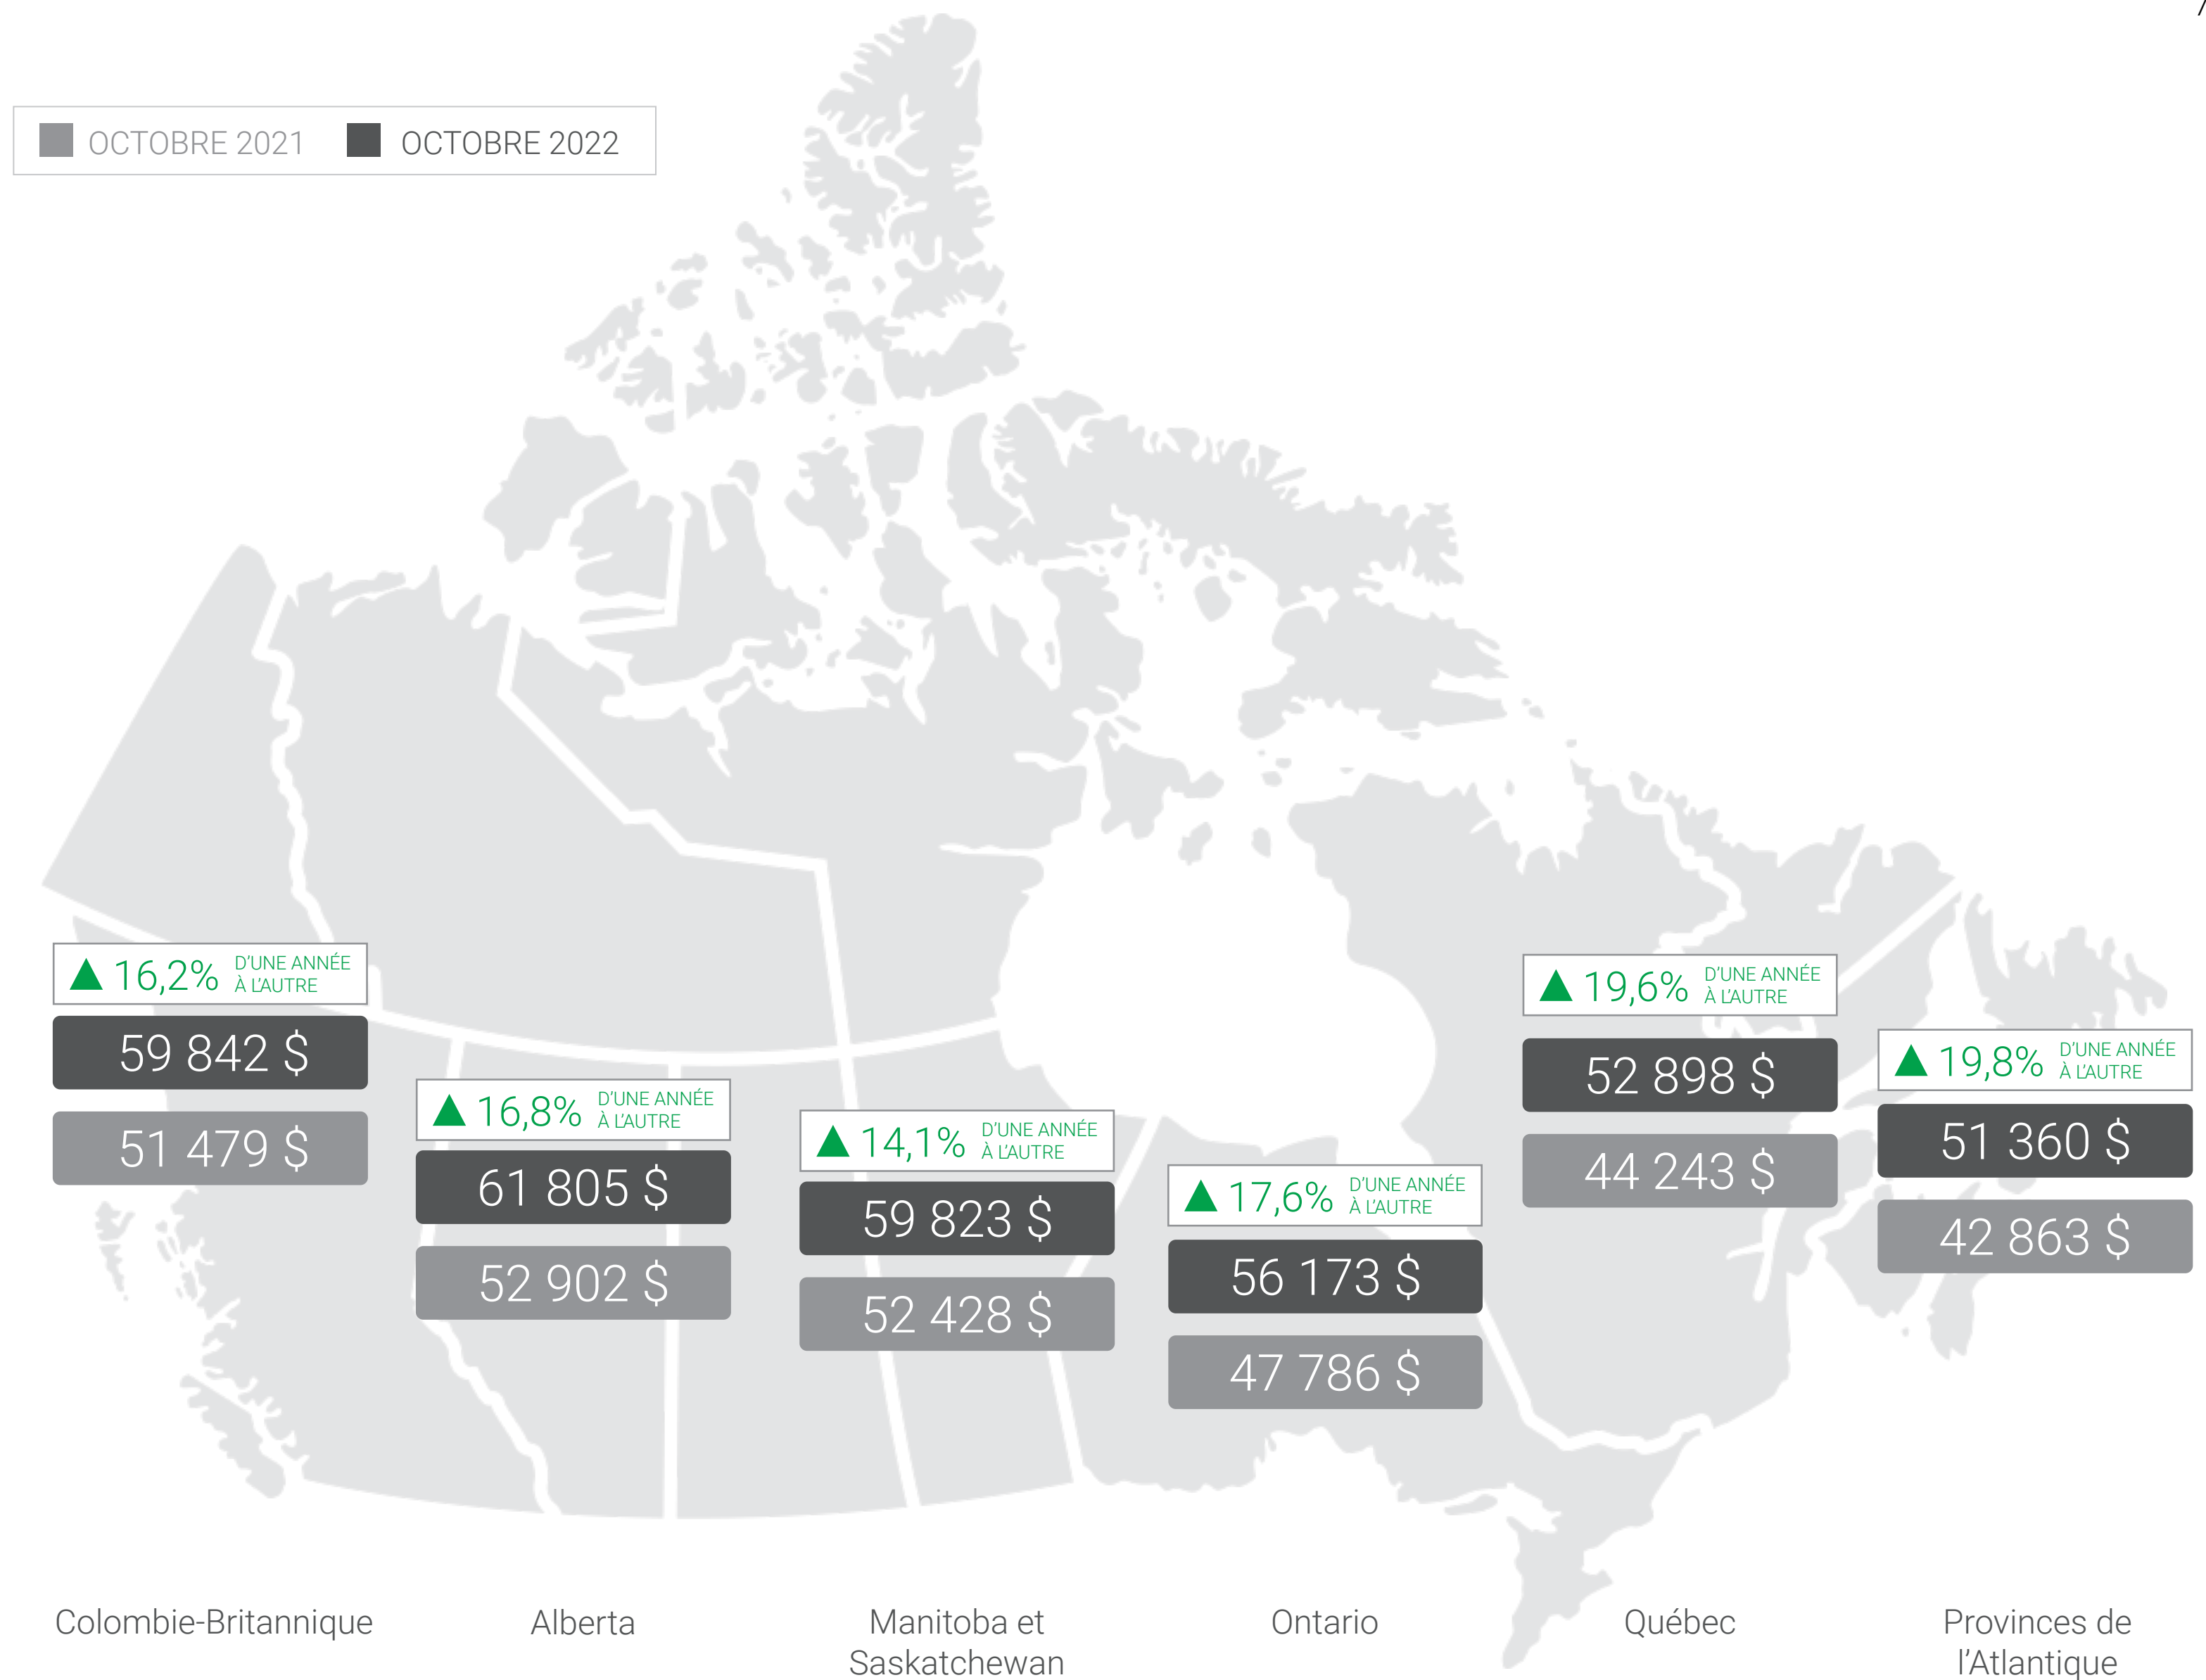 OCTOBRE 2021
OCTOBRE 2022
16,2%
D'UNE ANNÉE
À L'AUTRE
59 842 $
51 479 $
16,8%
D'UNE ANNÉE
À L'AUTRE
61 805 $
52 902 $
14,1%
D'UNE ANNÉE
À L'AUTRE
59 823 $
52 428 $
17,6%
D'UNE ANNÉE
À L'AUTRE
56 173 $
47 786 $
19,6%
D'UNE ANNÉE
À L'AUTRE
52 898 $
44 243 $
19,8%
D'UNE ANNÉE
À L'AUTRE
51 360 $
42 863 $
Colombie-Britannique
Alberta
Manitoba et
Saskatchewan
Ontario
Québec
Provinces de
l'Atlantique